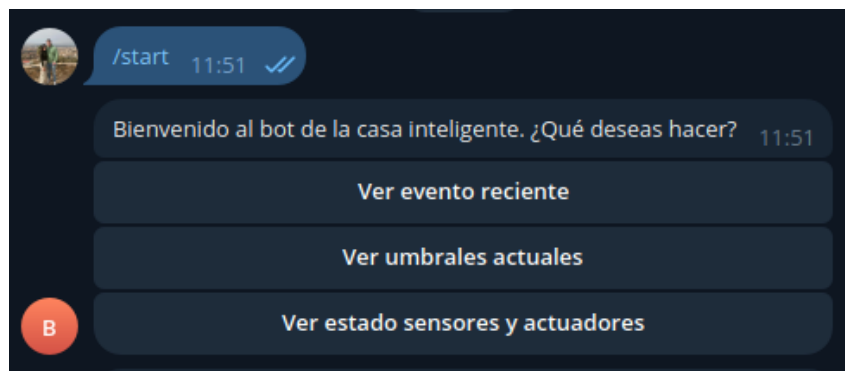 /start 11:51
Bienvenido al bot de la casa inteligente. ¿Qué deseas hacer? 11:51
Ver evento reciente
Ver umbrales actuales
Ver estado sensores y actuadores
B